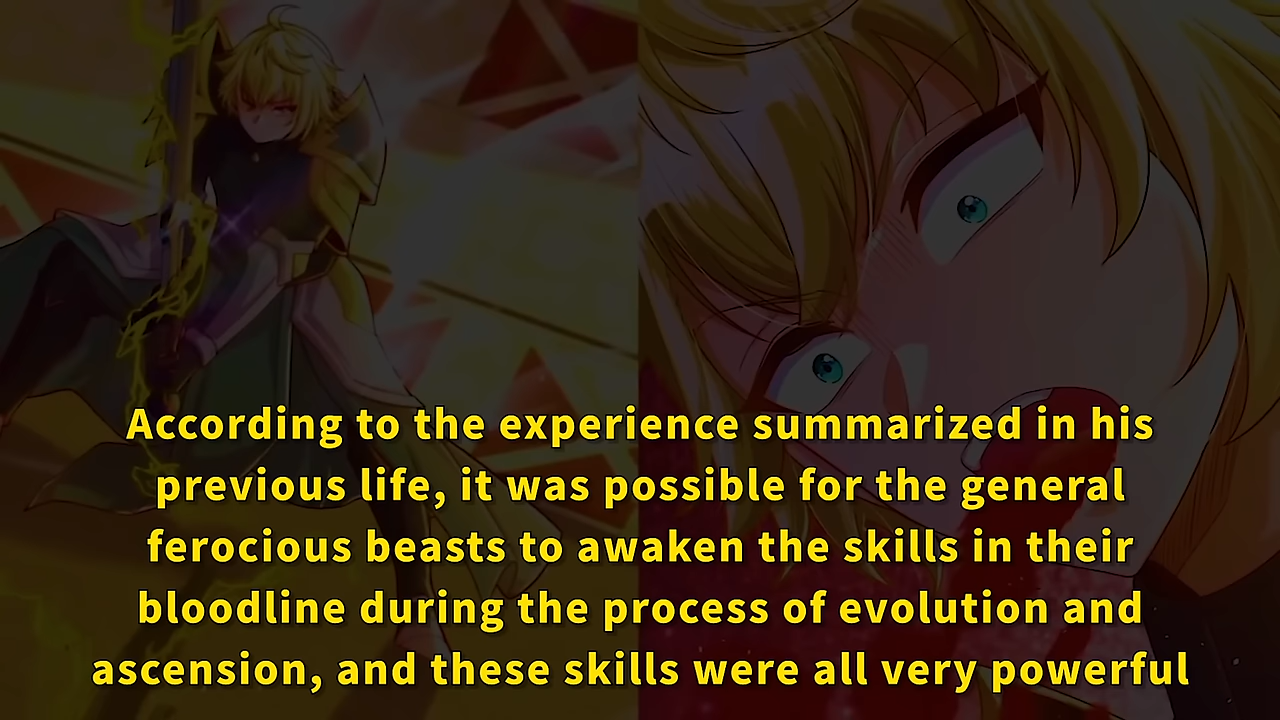 According to the experience summarized in his
previous life, it was possible for the general
ferocious beasts to awaken the skills in their
bloodline during the process of evolution and
ascension, and these skills were all very powerful